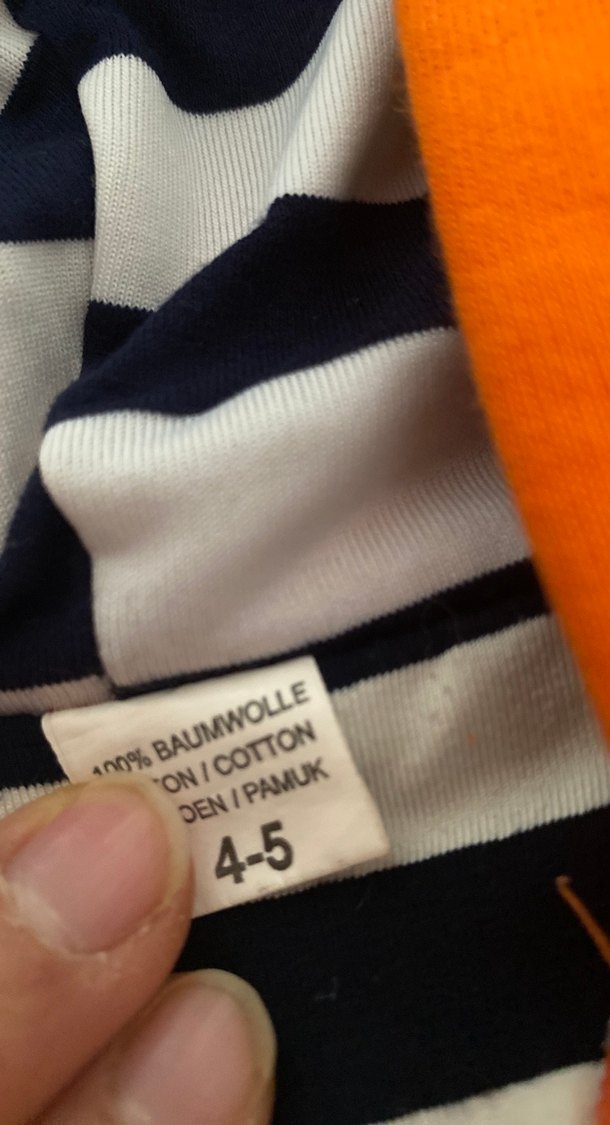 100% BAUMWOLLE
/ COTTON
/ PAMUK
4-5